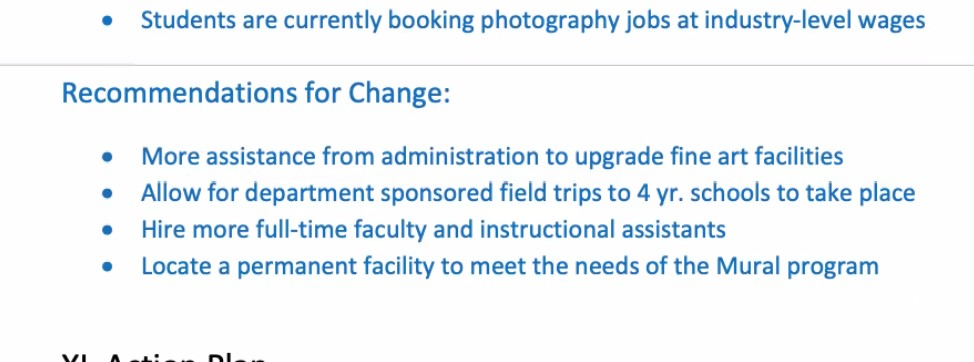 • Students are currently booking photography jobs at industry-level wages
Recommendations for Change:
• More assistance from administration to upgrade fine art facilities
• Allow for department sponsored field trips to 4 yr. schools to take place
• Hire more full-time faculty and instructional assistants
• Locate a permanent facility to meet the needs of the Mural program
Action Plan